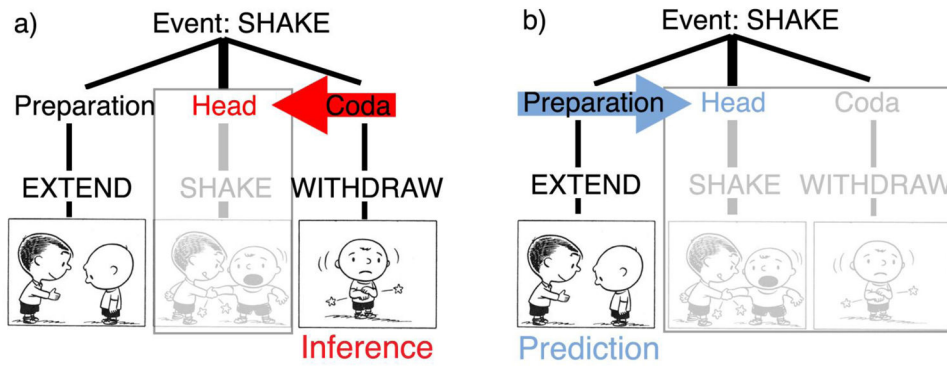 a)
Event: SHAKE
Preparation Head Coda
EXTEND SHAKE WITHDRAW
Inference
b)
Event: SHAKE
Preparation Head Coda
EXTEND SHAKE WITHDRAW
Prediction